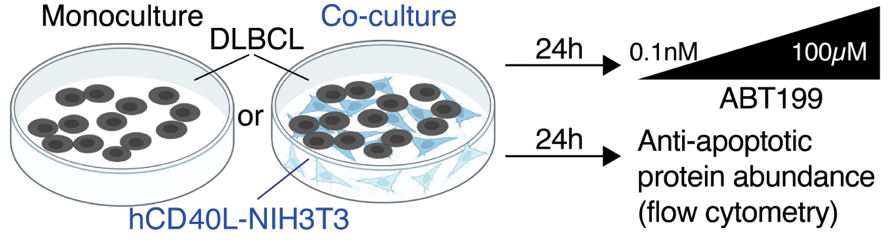 Monoculture
Co-culture
DLBCL
or
hCD40L-NIH3T3
24h
0.1nM
100µM
ABT199
24h
Anti-apoptotic
protein abundance
(flow cytometry)